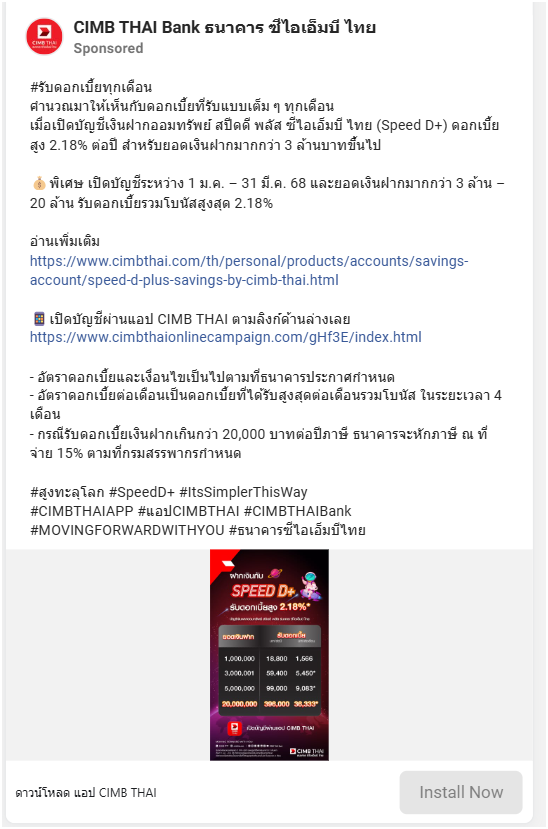 CIMB THAI Bank ธนาคาร ซีไอเอ็มบี ไทย
Sponsored
#รับดอกเบี้ยทุกเดือน
คำนวณมาให้เห็นกับดอกเบี้ยที่รับแบบเต็ม ๆ ทุกเดือน
เมื่อเปิดบัญชีเงินฝากออมทรัพย์ สปีดดี พลัส ซีไอเอ็มบี ไทย (Speed D+) ดอกเบี้ย
สูง 2.18% ต่อปี สำหรับยอดเงินฝากมากกว่า 3 ล้านบาทขึ้นไป
💰 พิเศษ เปิดบัญชีระหว่าง 1 ม.ค. – 31 มี.ค. 68 และยอดเงินฝากมากกว่า 3 ล้าน –
20 ล้าน รับดอกเบี้ยรวมโบนัสสูงสุด 2.18%
อ่านเพิ่มเติม
https://www.cimbthai.com/th/personal/products/accounts/savings-
account/speed-d-plus-savings-by-cimb-thai.html
📱 เปิดบัญชีผ่านแอป CIMB THAI ตามลิงก์ด้านล่างเลย
https://www.cimbthaionlinecampaign.com/gHf3E/index.html
- อัตราดอกเบี้ยและเงื่อนไขเป็นไปตามที่ธนาคารประกาศกำหนด
- อัตราดอกเบี้ยต่อเดือนเป็นดอกเบี้ยที่ได้รับสูงสุดต่อเดือนรวมโบนัส ในระยะเวลา 4
เดือน
- กรณีรับดอกเบี้ยเงินฝากเกินกว่า 20,000 บาทต่อปีภาษี ธนาคารจะหักภาษี ณ ที่
จ่าย 15% ตามที่กรมสรรพากรกำหนด
#สูงทะลุโลก #SpeedD+ #ItsSimplerThisWay
#CIMBTHAIAPP #แอปCIMBTHAI #CIMBTHAIBank
#MOVINGFORWARDWITHYOU #ธนาคารซีไอเอ็มบีไทย
ฝากเงินกับ
SPEED D+
รับดอกเบี้ยสูง 2.18%*
ยอดเงินฝาก รับดอกเบี้ย
1,000,000 18,800 1,566
3,000,001 59,400 5,450*
5,000,000 99,000 9,083*
20,000,000 396,000 36,333*
เปิดบัญชีผ่านแอป CIMB THAI
CIMB THAI
ดาวน์โหลด แอป CIMB THAI
Install Now